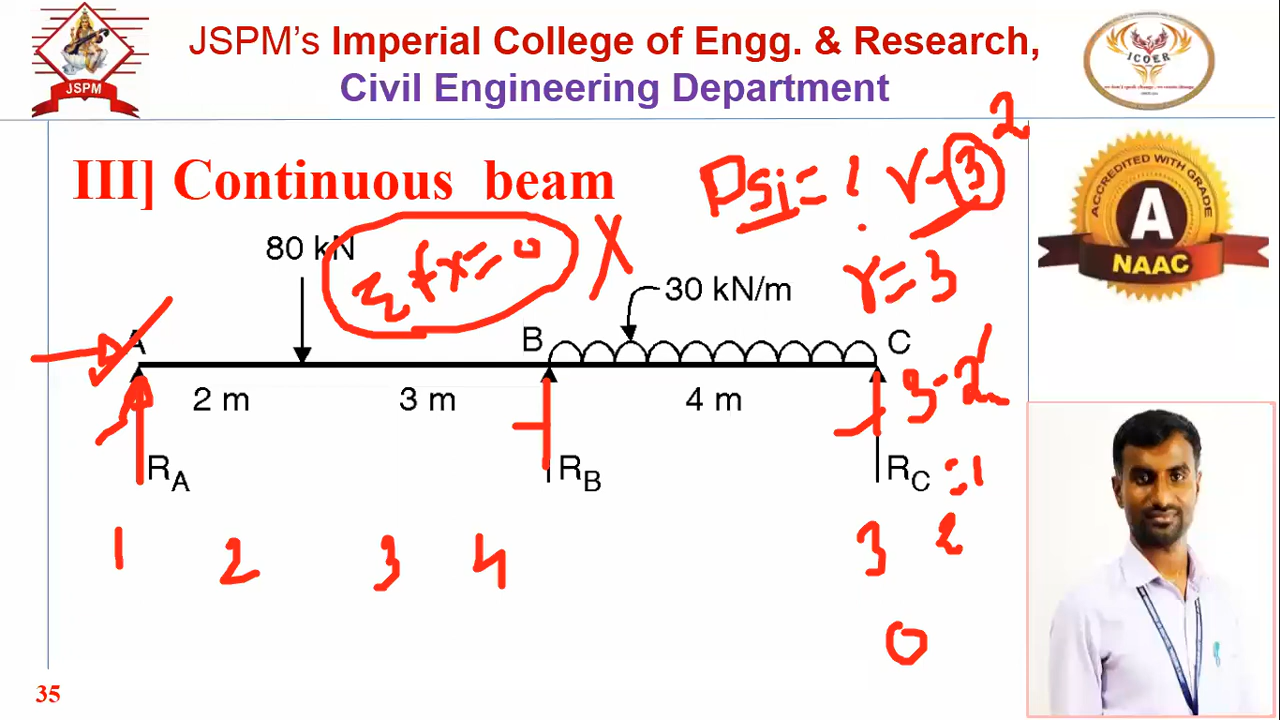 JSPM's Imperial College of Engg. & Research,
Civil Engineering Department
JSPM
ICOER
III] Continuous beam
Dsi = ? r - 3 2
80 kN
Σfx = 0 X
r = 3
30 kN/m
A
B
C
2 m
3 m
4 m
3 - 2
= 1
RA
RB
RC
1 2 3 4
3 2
0
ACCREDITED WITH GRADE
A
NAAC
35